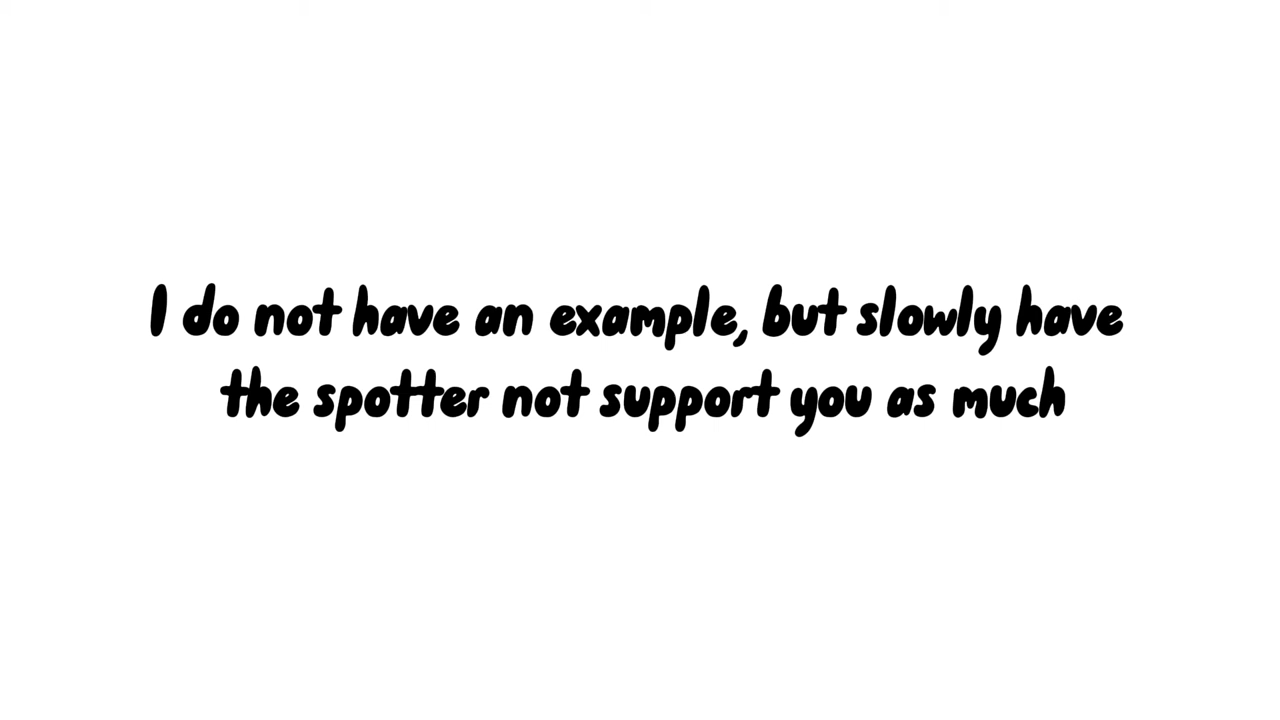 I do not have an example, but slowly have
the spotter not support you as much